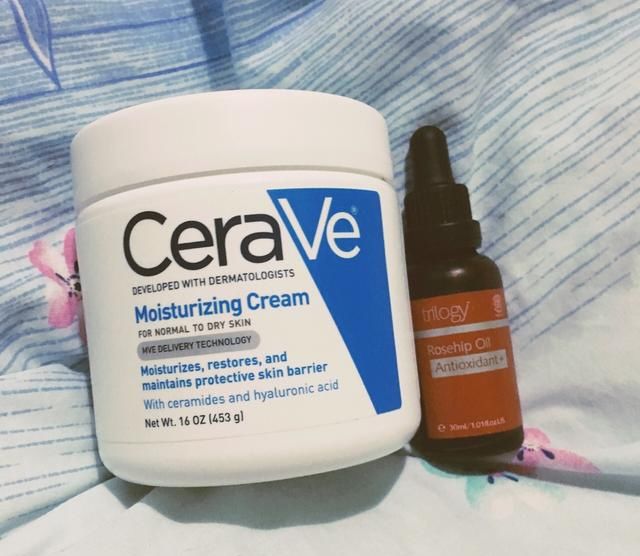 CeraVe®
DEVELOPED WITH DERMATOLOGISTS
Moisturizing Cream
FOR NORMAL TO DRY SKIN
MVE DELIVERY TECHNOLOGY
Moisturizes, restores, and
maintains protective skin barrier
With ceramides and hyaluronic acid
Net Wt. 16 OZ (453 g)
trilogy
Rosehip Oil
Antioxidant+
℮ 30ml/1.01fl.oz.US.